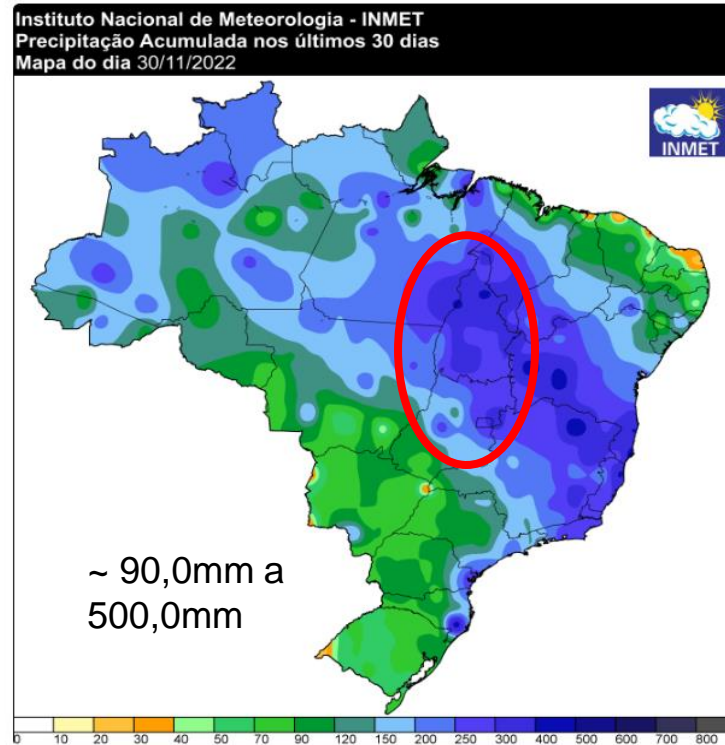 Instituto Nacional de Meteorologia - INMET
Precipitação Acumulada nos últimos 30 dias
Mapa do dia 30/11/2022
INMET
~ 90,0mm a
500,0mm
0 10 20 30 40 50 70 90 120 150 200 250 300 400 500 600 700 800